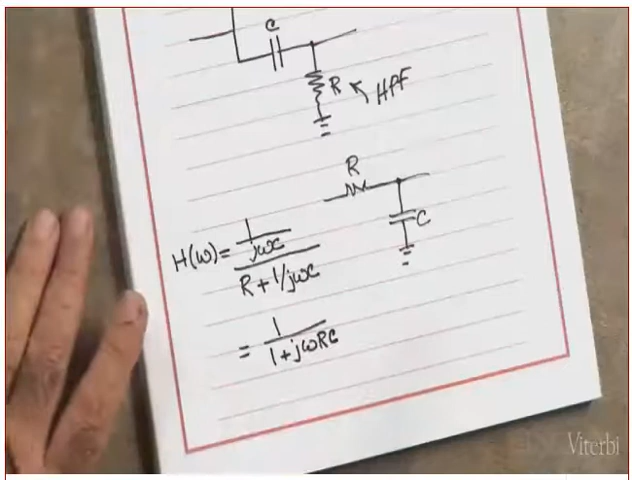 C
R HPF
R
C
H(ω)= 1/jωC
R+1/jωC
= 1
1+jωRC
Viterbi